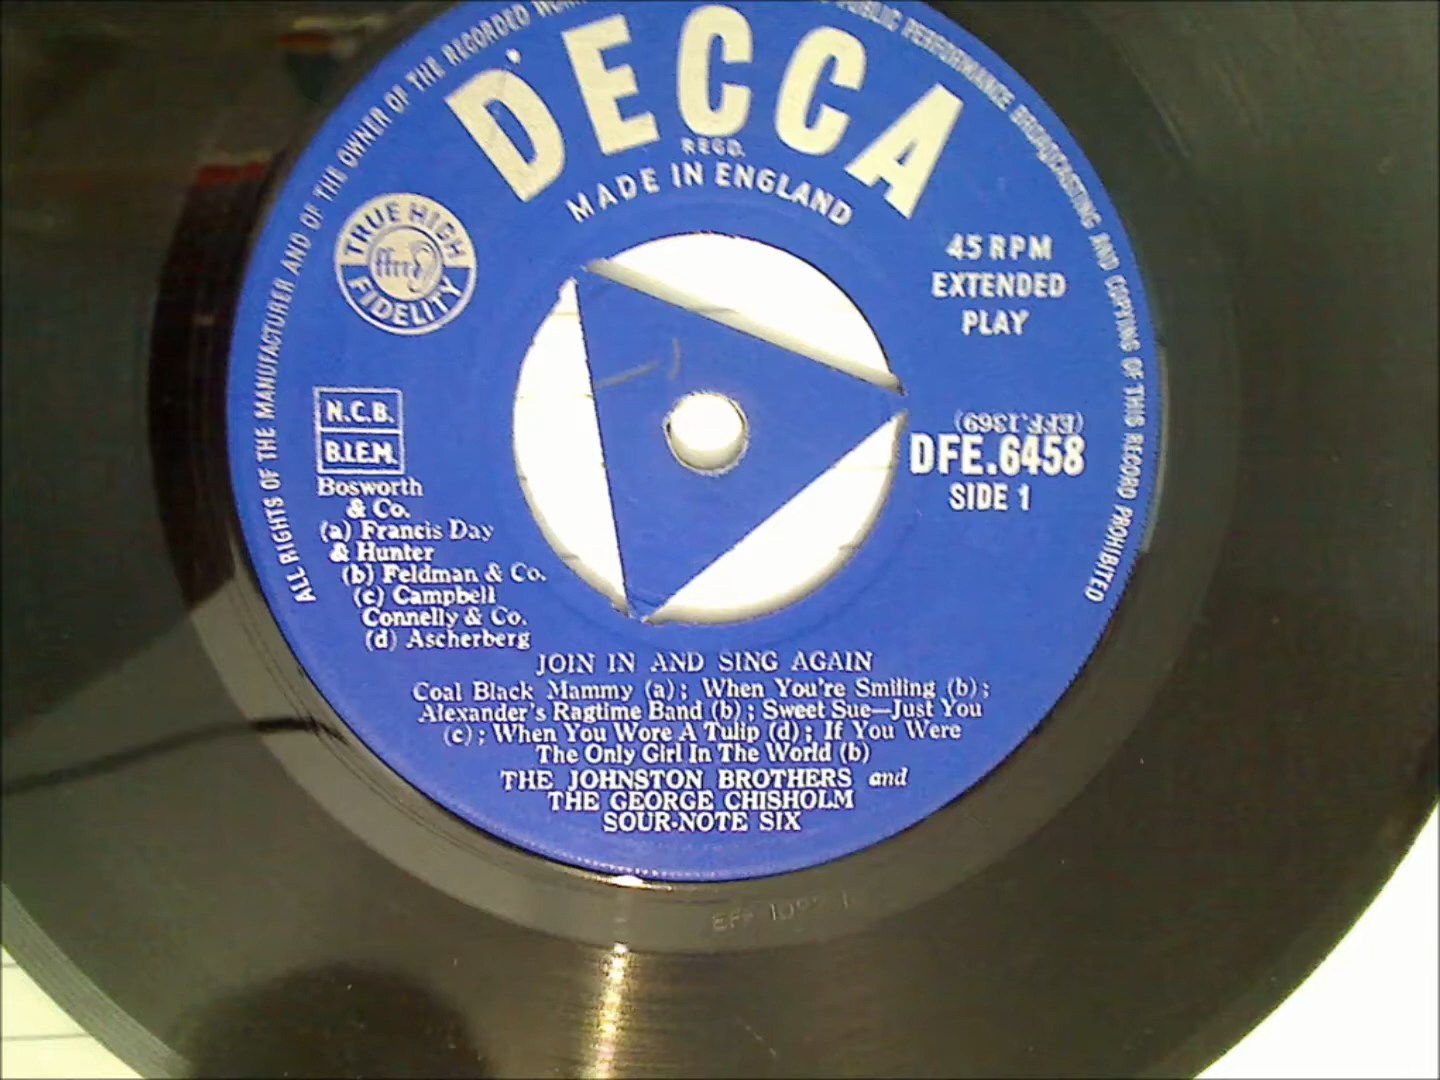 DECCA
REGD.
MADE IN ENGLAND
ALL RIGHTS OF THE MANUFACTURER AND OF THE OWNER OF THE RECORDED
PUBLIC PERFORMANCE BROADCASTING AND COPYING OF THIS RECORD PROHIBITED
TRUE HIGH
ffrr
FIDELITY
45 RPM
EXTENDED
PLAY
(EFF.1369)
DFE.6458
SIDE 1
N.C.B.
B.I.E.M.
Bosworth
& Co.
(a) Francis Day
& Hunter
(b) Feldman & Co.
(c) Campbell
Connelly & Co.
(d) Ascherberg
JOIN IN AND SING AGAIN
Coal Black Mammy (a); When You're Smiling (b);
Alexander's Ragtime Band (b); Sweet Sue—Just You
(c); When You Wore A Tulip (d); If You Were
The Only Girl In The World (b)
THE JOHNSTON BROTHERS and
THE GEORGE CHISHOLM
SOUR-NOTE SIX